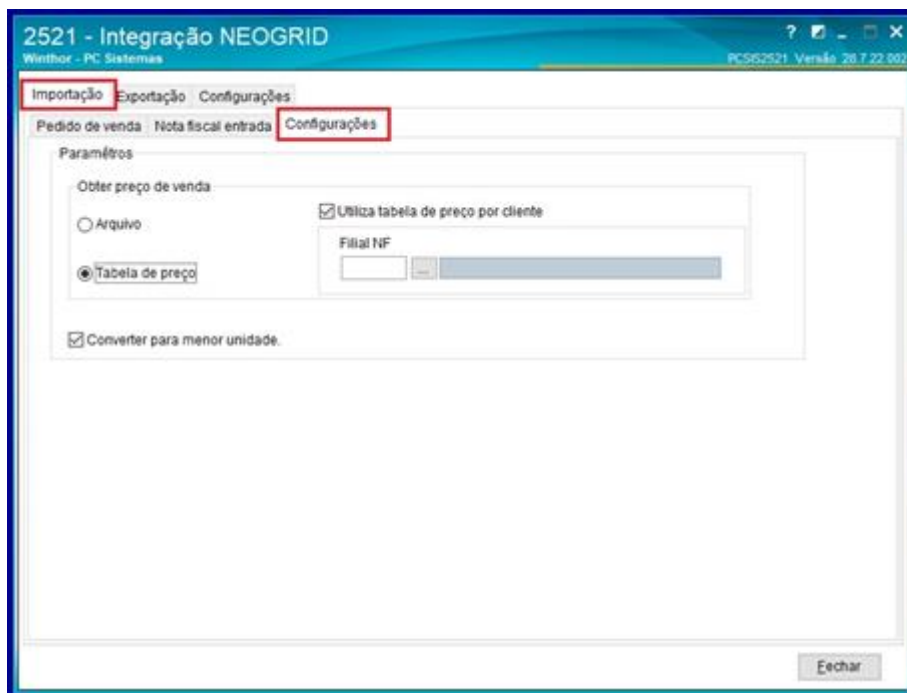 2521 - Integração NEOGRID
Winthor - PC Sistemas
PCSIS2521 Versão 28.7.22.002
Importação Exportação Configurações
Pedido de venda Nota fiscal entrada Configurações
Paramêtros
Obter preço de venda
Arquivo
Utiliza tabela de preço por cliente
Filial NF
...
Tabela de preço
Converter para menor unidade.
Fechar